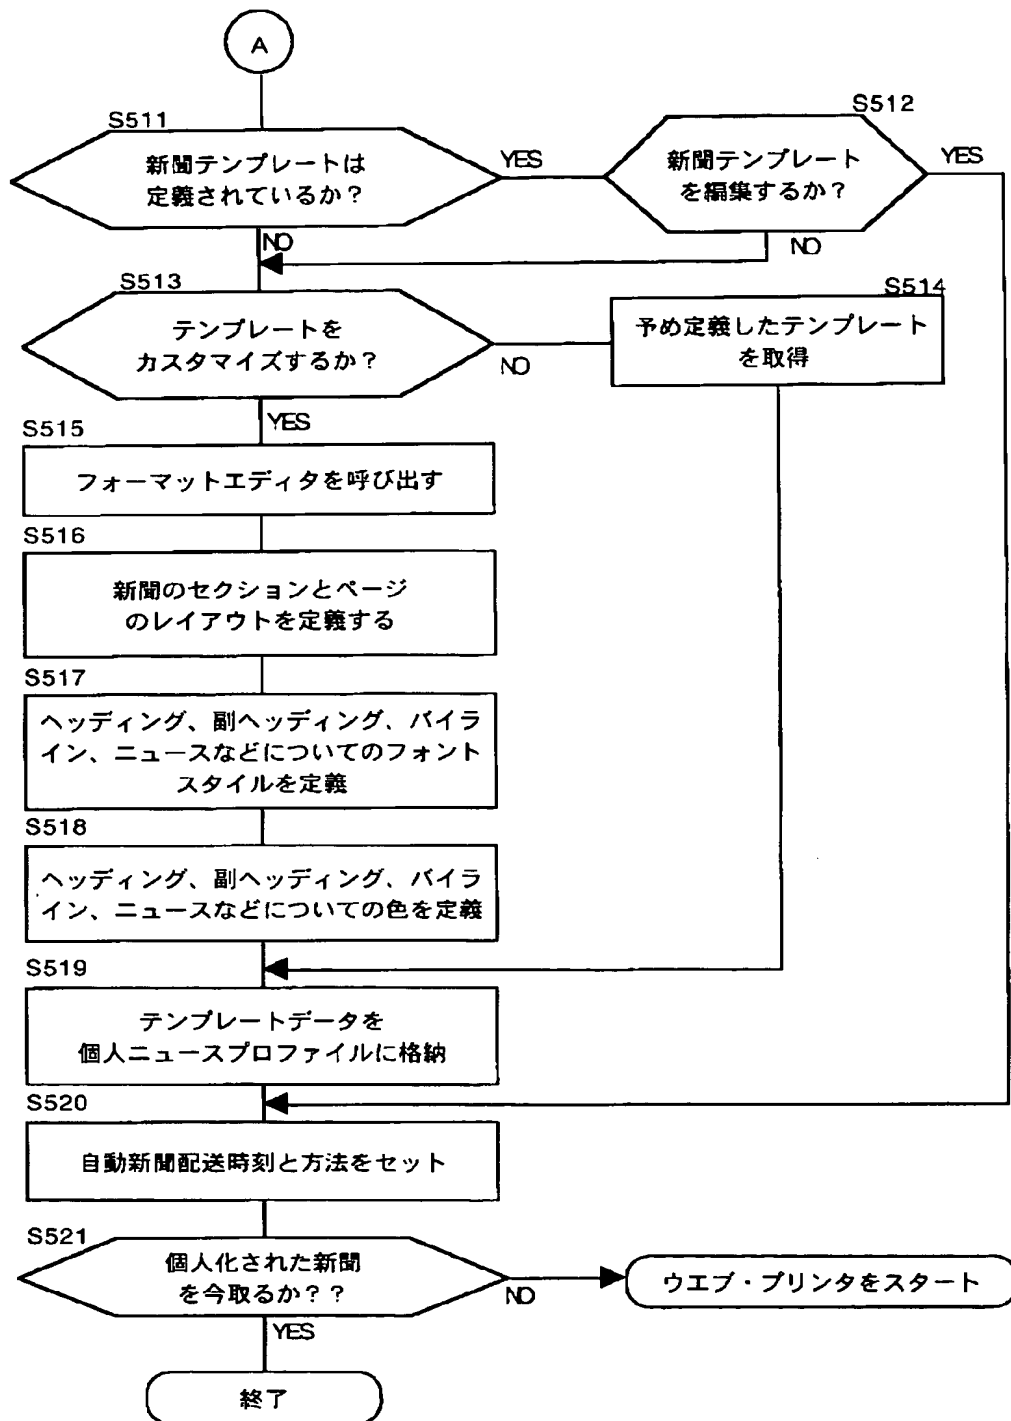 A
S511
新聞テンプレートは
定義されているか？
YES
S512
新聞テンプレート
を編集するか？
YES
NO
NO
S513
テンプレートを
カスタマイズするか？
NO
S514
予め定義したテンプレート
を取得
YES
S515
フォーマットエディタを呼び出す
S516
新聞のセクションとページ
のレイアウトを定義する
S517
ヘッディング、副ヘッディング、バイラ
イン、ニュースなどについてのフォント
スタイルを定義
S518
ヘッディング、副ヘッディング、バイラ
イン、ニュースなどについての色を定義
S519
テンプレートデータを
個人ニュースプロファイルに格納
S520
自動新聞配送時刻と方法をセット
S521
個人化された新聞
を今取るか？？
NO
ウエブ・プリンタをスタート
YES
終了